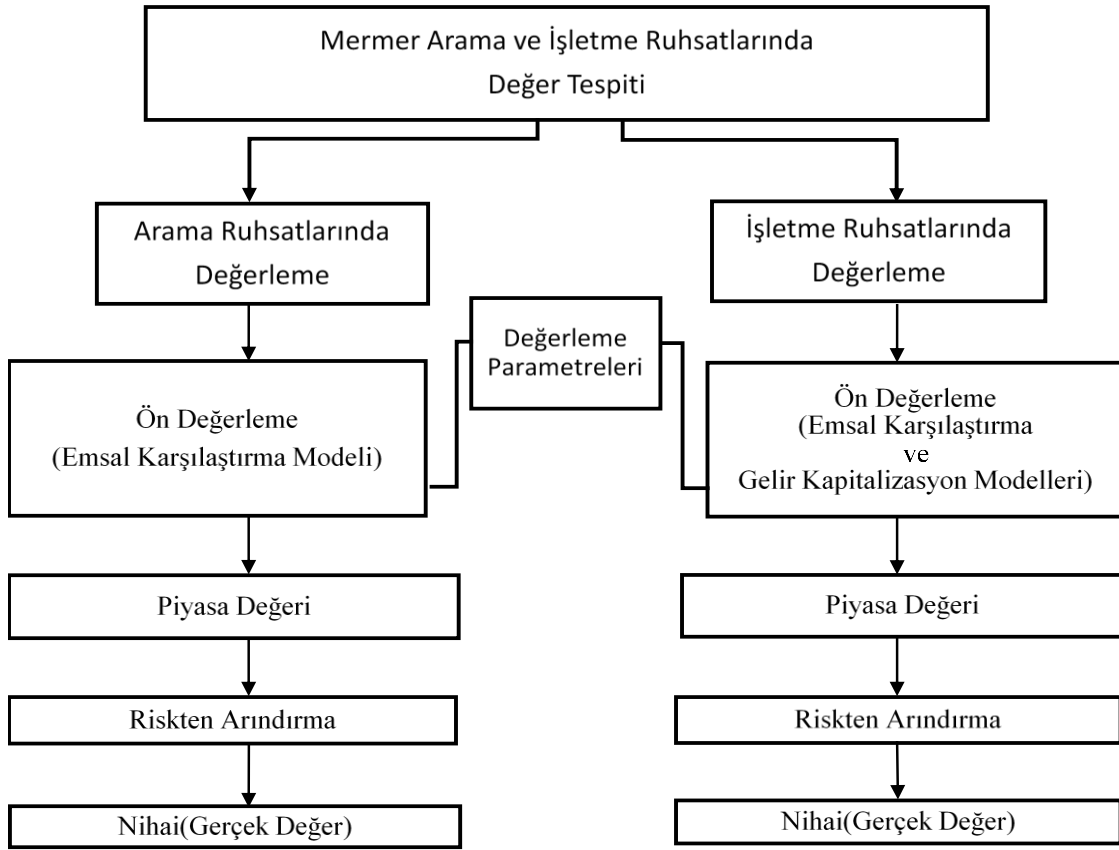 Mermer Arama ve İşletme Ruhsatlarında
Değer Tespiti
Arama Ruhsatlarında
Değerleme
İşletme Ruhsatlarında
Değerleme
Değerleme
Parametreleri
Ön Değerleme
(Emsal Karşılaştırma Modeli)
Ön Değerleme
(Emsal Karşılaştırma
ve
Gelir Kapitalizasyon Modelleri)
Piyasa Değeri
Piyasa Değeri
Riskten Arındırma
Riskten Arındırma
Nihai(Gerçek Değer)
Nihai(Gerçek Değer)